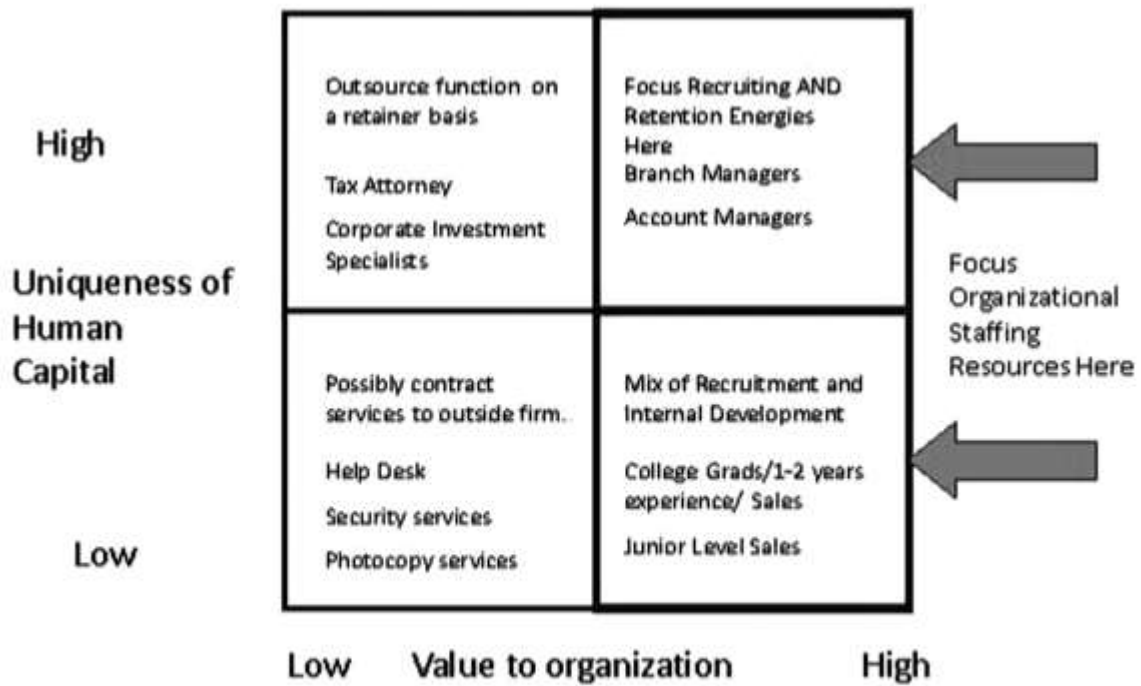 Outsource function on
a retainer basis
Tax Attorney
Corporate Investment
Specialists
Focus Recruiting AND
Retention Energies
Here
Branch Managers
Account Managers
High
Uniqueness of
Human
Capital
Low
Focus
Organizational
Staffing
Resources Here
Possibly contract
services to outside firm.
Help Desk
Security services
Photocopy services
Mix of Recruitment and
Internal Development
College Grads/1-2 years
experience/ Sales
Junior Level Sales
Low Value to organization High